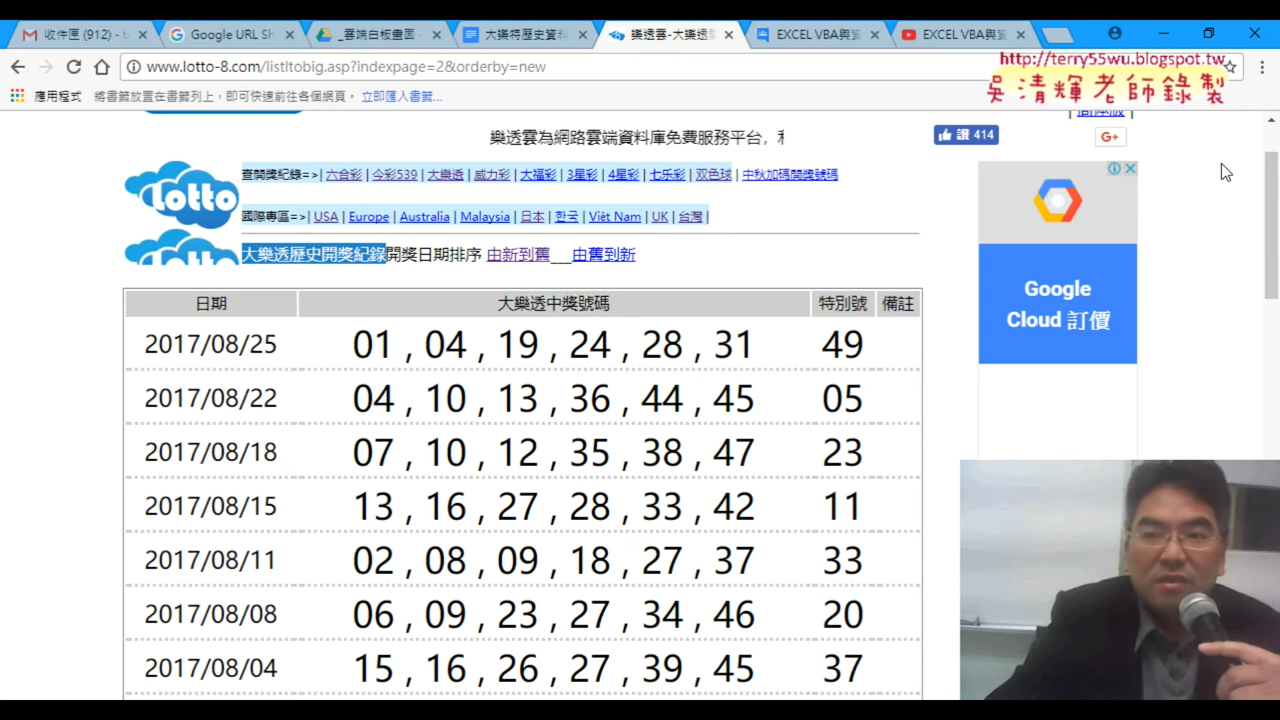 收件匣 (912) - t
Google URL Sh
_雲端白板畫面 -
大樂得歷史資料
樂透雲-大樂透
EXCEL VBA與資
EXCEL VBA與資
www.lotto-8.com/listltobig.asp?indexpage=2&orderby=new
http://terry55wu.blogspot.tw
吳清輝老師錄製
應用程式 將書籤放置在書籤列上，即可快速前往各個網頁。 立即匯入書籤...
簡体版 |
樂透雲為網路雲端資料庫免費服務平台，
讚 414
G+
查開獎紀錄=>| 六合彩 | 今彩539 | 大樂透 | 威力彩 | 大福彩 | 3星彩 | 4星彩 | 七乐彩 | 双色球 | 中秋加碼開獎號碼
lotto
國際專區=>| USA | Europe | Australia | Malaysia | 日本 | 한국 | Việt Nam | UK | 台灣 |
大樂透歷史開獎紀錄開獎日期排序 由新到舊___由舊到新
Google
Cloud 訂價
日期 大樂透中獎號碼 特別號 備註
2017/08/25 01 , 04 , 19 , 24 , 28 , 31 49
2017/08/22 04 , 10 , 13 , 36 , 44 , 45 05
2017/08/18 07 , 10 , 12 , 35 , 38 , 47 23
2017/08/15 13 , 16 , 27 , 28 , 33 , 42 11
2017/08/11 02 , 08 , 09 , 18 , 27 , 37 33
2017/08/08 06 , 09 , 23 , 27 , 34 , 46 20
2017/08/04 15 , 16 , 26 , 27 , 39 , 45 37